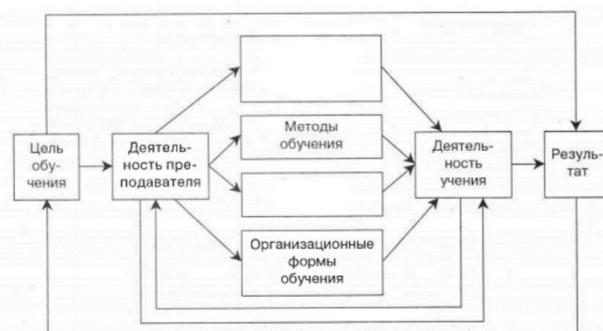 Методы
обучения
Цель
обу-
чения
Деятель-
ность пре-
подавателя
Деятель-
ность
учения
Резуль-
тат
Организационные
формы
обучения